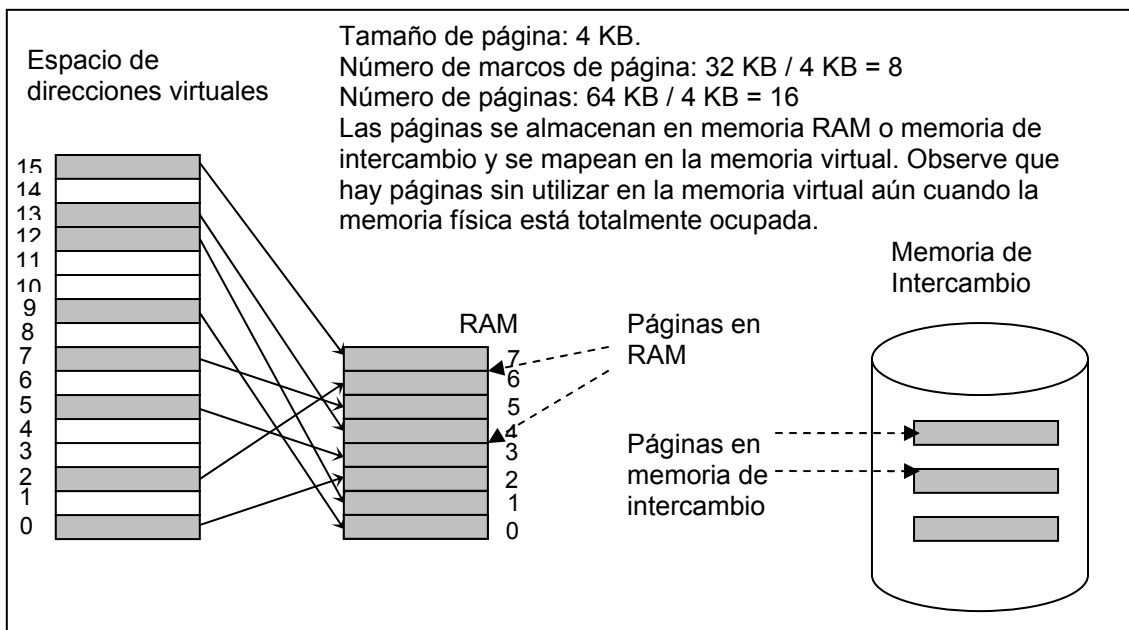 Espacio de
direcciones virtuales
Tamaño de página: 4 KB.
Número de marcos de página: 32 KB / 4 KB = 8
Número de páginas: 64 KB / 4 KB = 16
Las páginas se almacenan en memoria RAM o memoria de
intercambio y se mapean en la memoria virtual. Observe que
hay páginas sin utilizar en la memoria virtual aún cuando la
memoria física está totalmente ocupada.
15
14
13
12
11
10
9
8
7
6
5
4
3
2
1
0
RAM
7
6
5
4
3
2
1
0
Páginas en
RAM
Páginas en
memoria de
intercambio
Memoria de
Intercambio